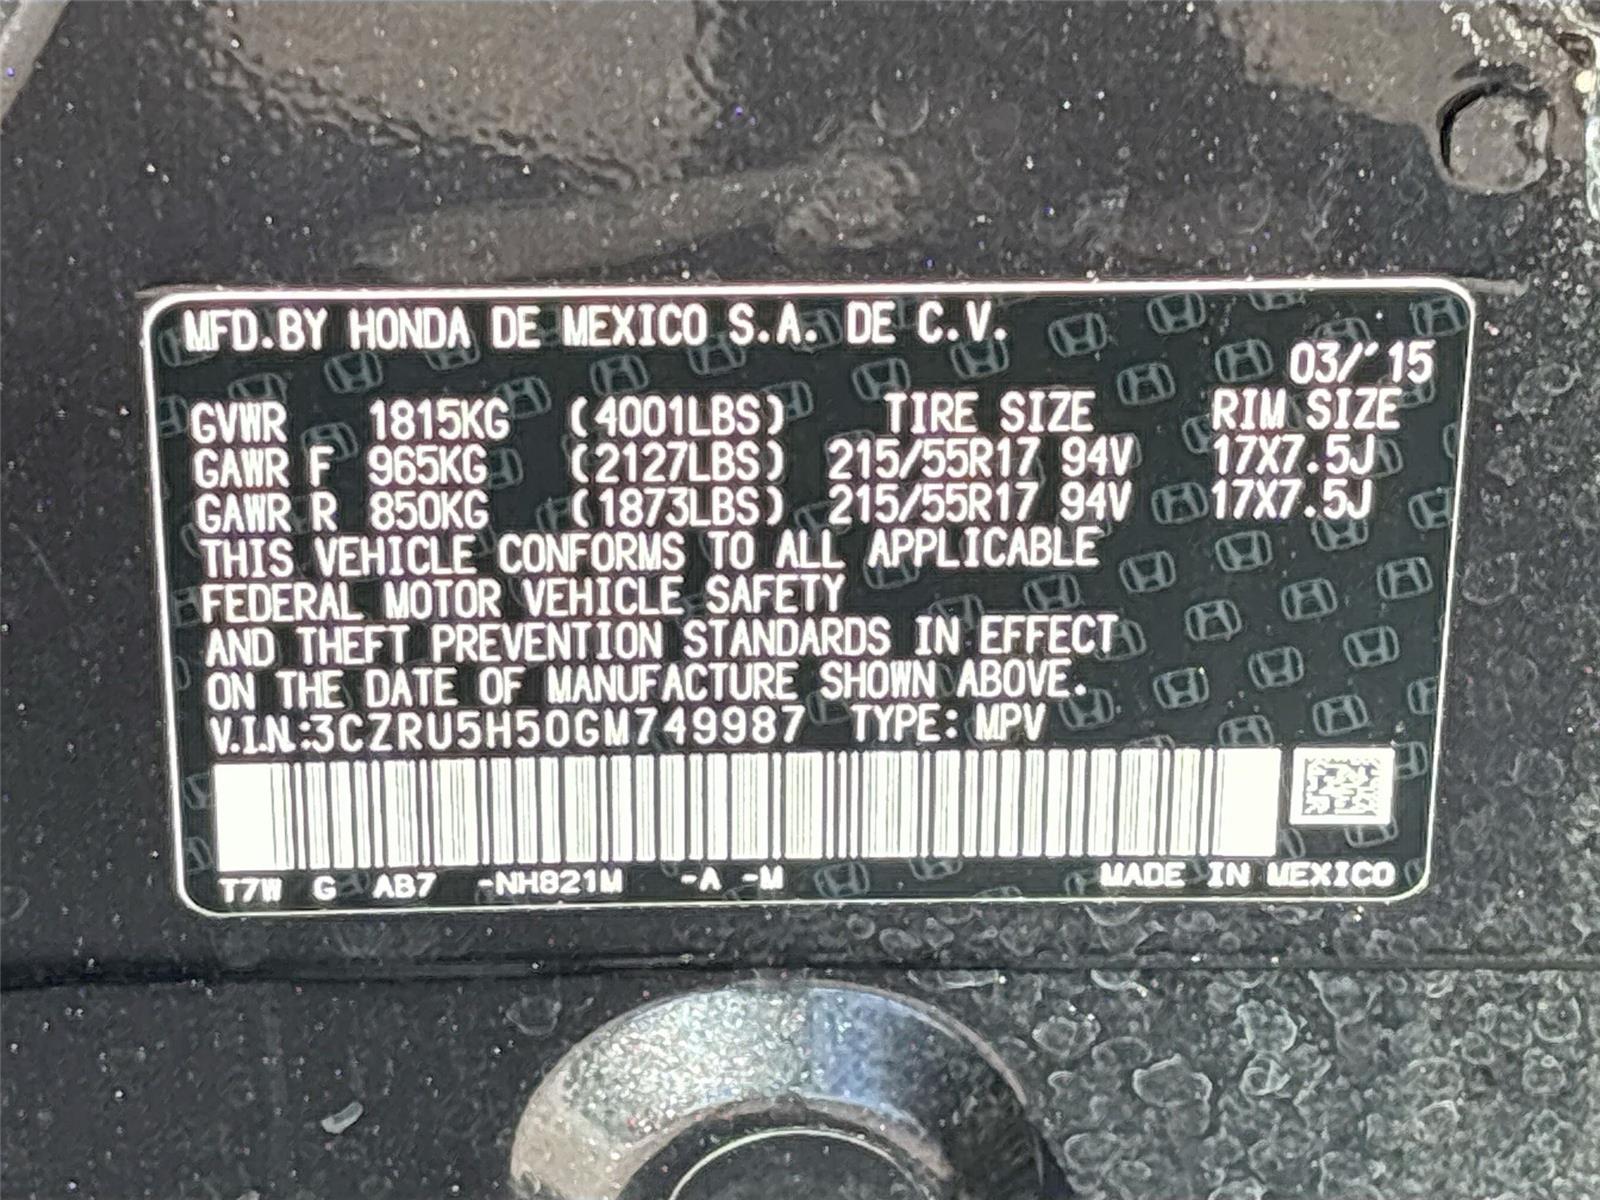 MFD.BY HONDA DE MEXICO S.A. DE C.V.
03/'15
GVWR 1815KG (4001LBS) TIRE SIZE RIM SIZE
GAWR F 965KG (2127LBS) 215/55R17 94V 17X7.5J
GAWR R 850KG (1873LBS) 215/55R17 94V 17X7.5J
THIS VEHICLE CONFORMS TO ALL APPLICABLE
FEDERAL MOTOR VEHICLE SAFETY
AND THEFT PREVENTION STANDARDS IN EFFECT
ON THE DATE OF MANUFACTURE SHOWN ABOVE.
V.I.N.:3CZRU5H50GM749987 TYPE: MPV
T7W G AB7 -NH821M -A -M MADE IN MEXICO